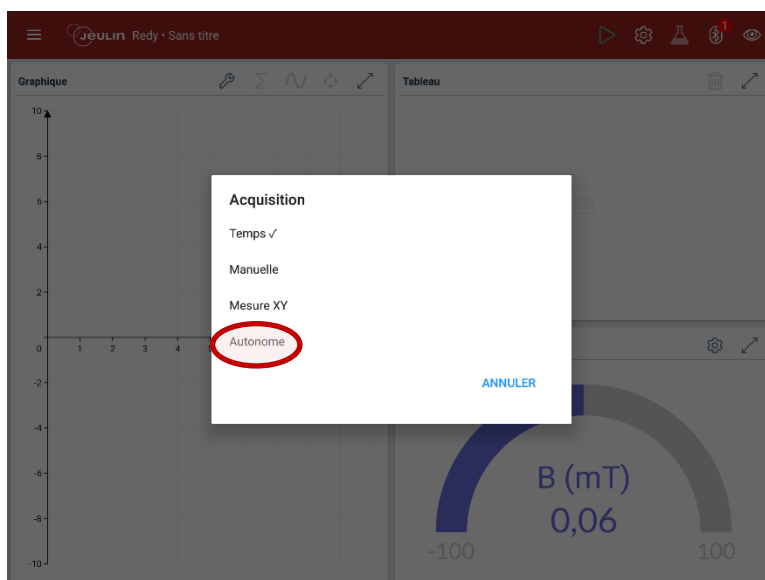 Jeulin Redy • Sans titre
1
Graphique
Tableau
10
8
6
4
2
0
1 2 3 4
-2
-4
-6
-8
-10
Acquisition
Temps ✓
Manuelle
Mesure XY
Autonome
ANNULER
B (mT)
0,06
-100
100